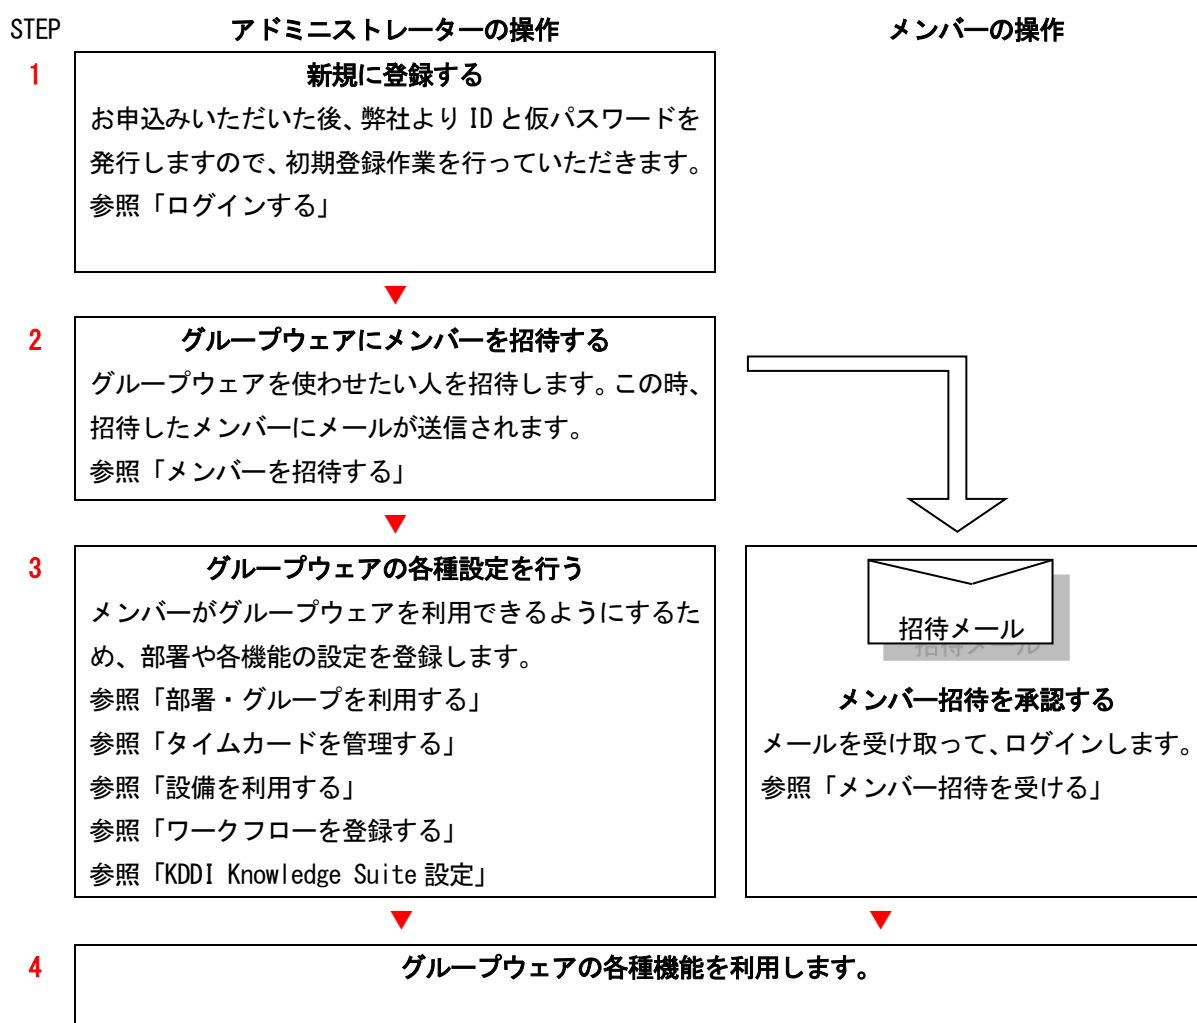 STEP アドミニストレーターの操作 メンバーの操作
1 新規に登録する
お申込みいただいた後、弊社より ID と仮パスワードを
発行しますので、初期登録作業を行っていただきます。
参照「ログインする」
2 グループウェアにメンバーを招待する
グループウェアを使わせたい人を招待します。この時、
招待したメンバーにメールが送信されます。
参照「メンバーを招待する」
3 グループウェアの各種設定を行う
メンバーがグループウェアを利用できるようにするた
め、部署や各機能の設定を登録します。
参照「部署・グループを利用する」
参照「タイムカードを管理する」
参照「設備を利用する」
参照「ワークフローを登録する」
参照「KDDI Knowledge Suite 設定」
招待メール
メンバー招待を承認する
メールを受け取って、ログインします。
参照「メンバー招待を受ける」
4 グループウェアの各種機能を利用します。